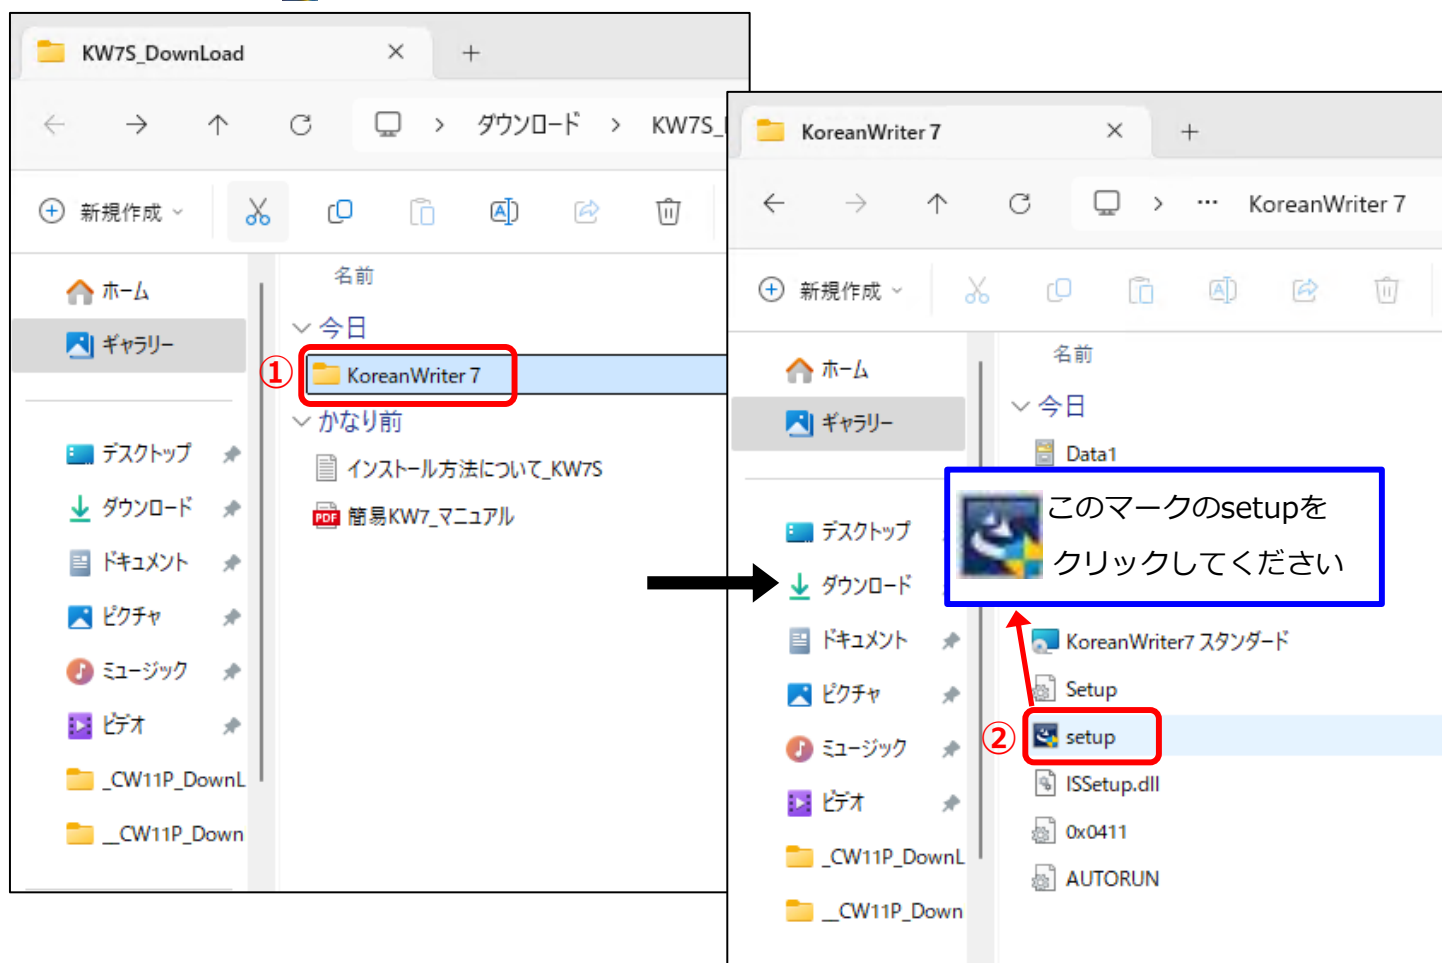 KW7S_DownLoad
ダウンロード
KW7S_
新規作成
名前
ホーム
ギャラリー
今日
① KoreanWriter 7
かなり前
インストール方法について_KW7S
PDF 簡易KW7_マニュアル
デスクトップ
ダウンロード
ドキュメント
ピクチャ
ミュージック
ビデオ
_CW11P_DownL
__CW11P_Down
KoreanWriter 7
… KoreanWriter 7
新規作成
名前
ホーム
ギャラリー
今日
Data1
このマークのsetupを
クリックしてください
デスクトップ
ダウンロード
ドキュメント
ピクチャ
ミュージック
ビデオ
_CW11P_DownL
__CW11P_Down
KoreanWriter7 スタンダード
Setup
② setup
ISSetup.dll
0x0411
AUTORUN